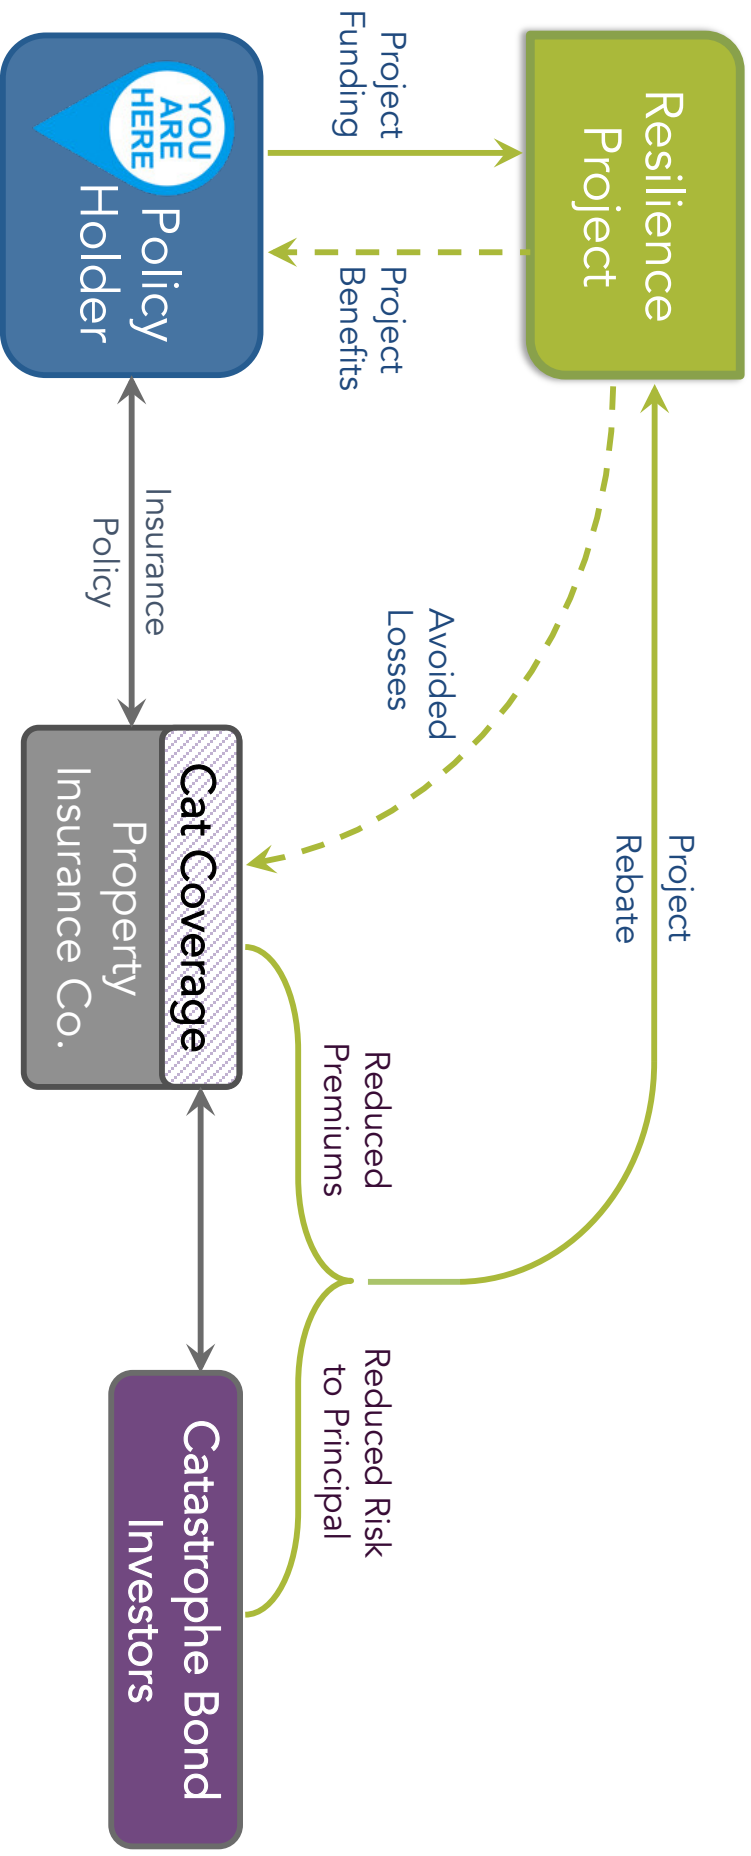 Resilience
Project
Project
Rebate
Project
Funding
Project
Benefits
Avoided
Losses
Reduced
Premiums
Reduced Risk
to Principal
YOU
ARE
HERE
Policy
Holder
Insurance
Policy
Cat Coverage
Property
Insurance Co.
Catastrophe Bond
Investors